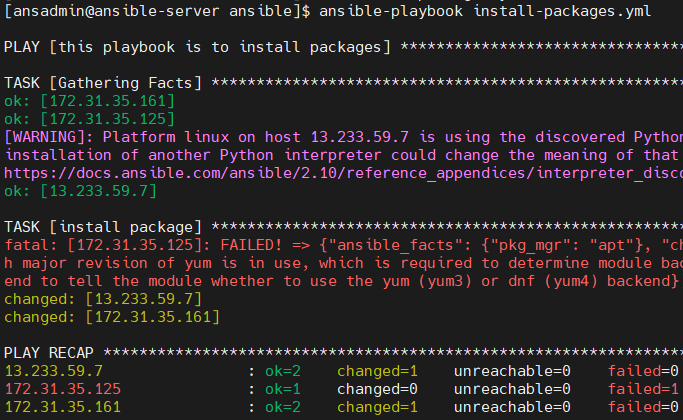 [ansadmin@ansible-server ansible]$ ansible-playbook install-packages.yml
PLAY [this playbook is to install packages] ********************************
TASK [Gathering Facts] *****************************************************
ok: [172.31.35.161]
ok: [172.31.35.125]
[WARNING]: Platform linux on host 13.233.59.7 is using the discovered Python
installation of another Python interpreter could change the meaning of that
https://docs.ansible.com/ansible/2.10/reference_appendices/interpreter_disco
ok: [13.233.59.7]
TASK [install package] *****************************************************
fatal: [172.31.35.125]: FAILED! => {"ansible_facts": {"pkg_mgr": "apt"}, "ch
h major revision of yum is in use, which is required to determine module bac
end to tell the module whether to use the yum (yum3) or dnf (yum4) backend}
changed: [13.233.59.7]
changed: [172.31.35.161]
PLAY RECAP *****************************************************************
13.233.59.7 : ok=2 changed=1 unreachable=0 failed=0
172.31.35.125 : ok=1 changed=0 unreachable=0 failed=1
172.31.35.161 : ok=2 changed=1 unreachable=0 failed=0